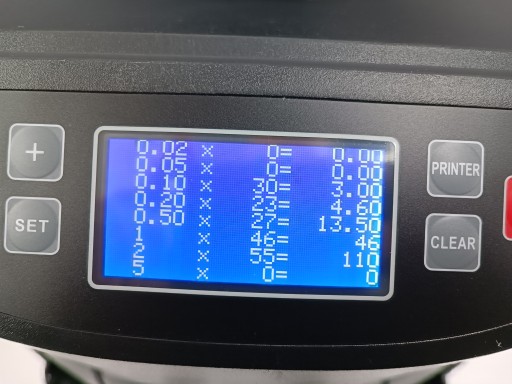 +
SET
0.02 x 0= 0.00
0.05 x 0= 0.00
0.10 x 30= 3.00
0.20 x 23= 4.60
0.50 x 27= 13.50
1 x 46= 46
2 x 55= 110
5 x 0= 0
PRINTER
CLEAR